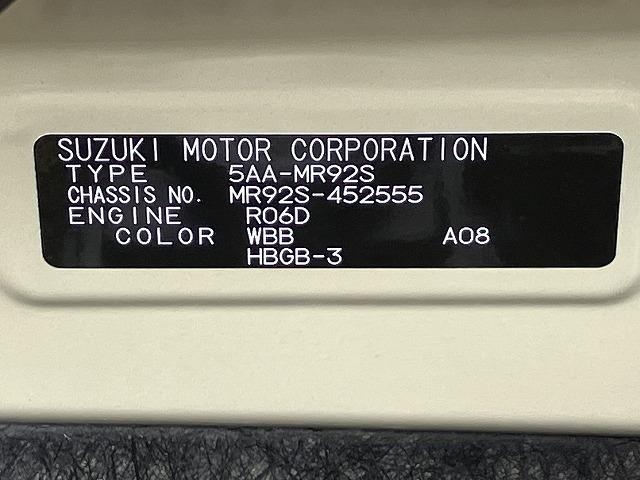 SUZUKI MOTOR CORPORATION
TYPE 5AA-MR92S
CHASSIS NO. MR92S-452555
ENGINE R06D
COLOR WBB A08
HBGB-3